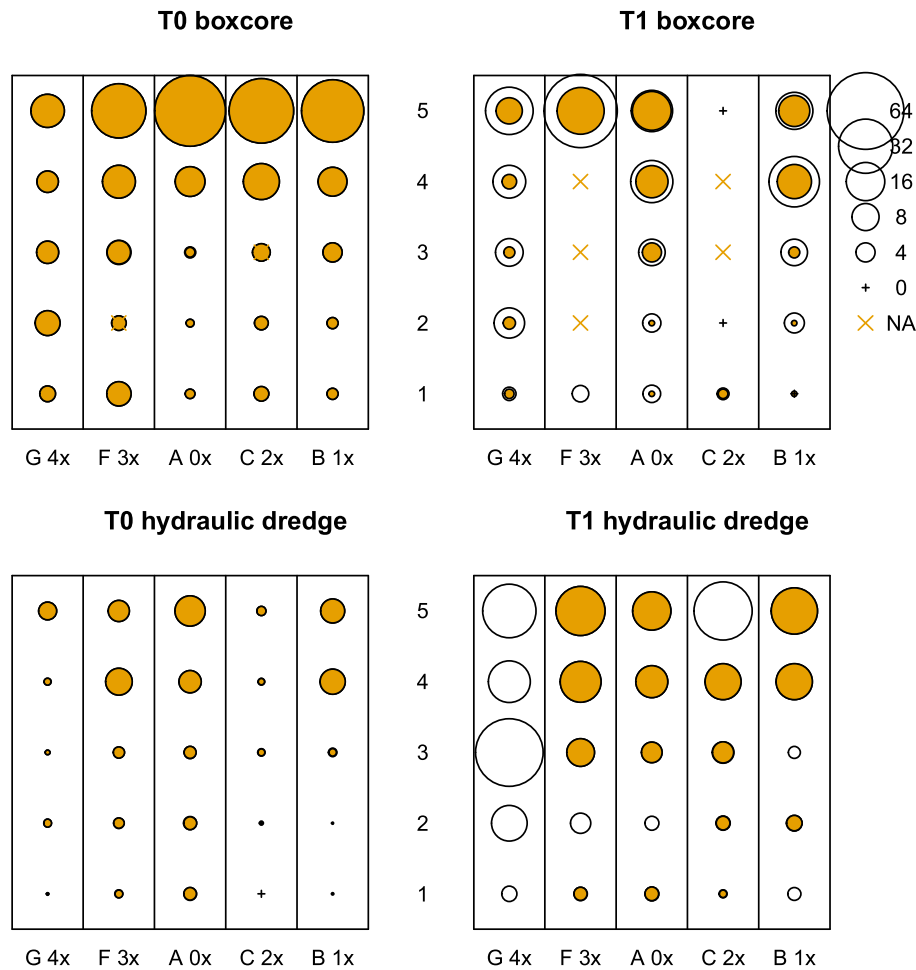 T0 boxcore
T1 boxcore
5
64
32
4
16
8
3
4
0
2
NA
1
G 4x F 3x A 0x C 2x B 1x
G 4x F 3x A 0x C 2x B 1x
T0 hydraulic dredge
T1 hydraulic dredge
5
4
3
2
1
G 4x F 3x A 0x C 2x B 1x
G 4x F 3x A 0x C 2x B 1x